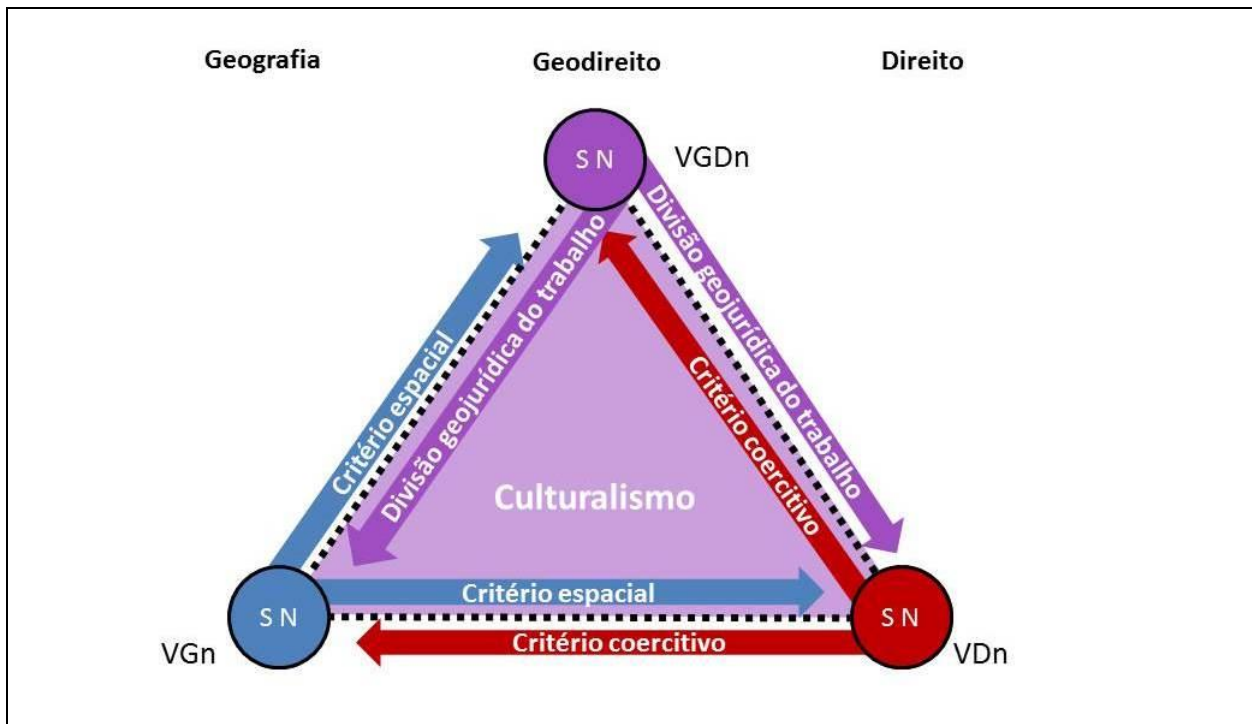 Geografia
Geodireito
Direito
S N
VGDn
Critério espacial
Divisão geojurídica do trabalho
Divisão geojurídica do trabalho
Critério coercitivo
Culturalismo
Critério espacial
S N
S N
Critério coercitivo
VGn
VDn